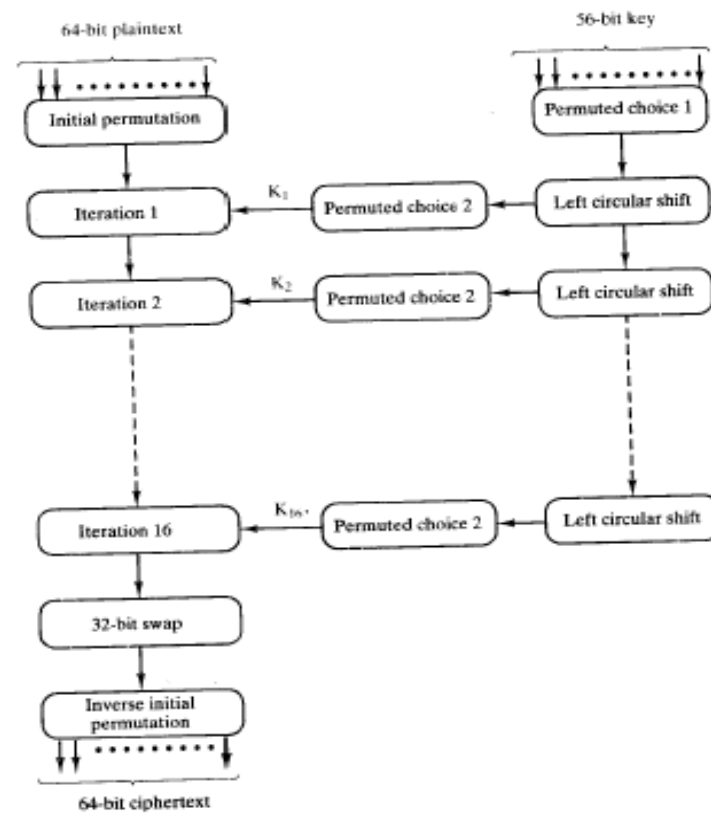 64-bit plaintext
56-bit key
Initial permutation
Permuted choice 1
Iteration 1
K1
Permuted choice 2
Left circular shift
Iteration 2
K2
Permuted choice 2
Left circular shift
Iteration 16
K16
Permuted choice 2
Left circular shift
32-bit swap
Inverse initial
permutation
64-bit ciphertext